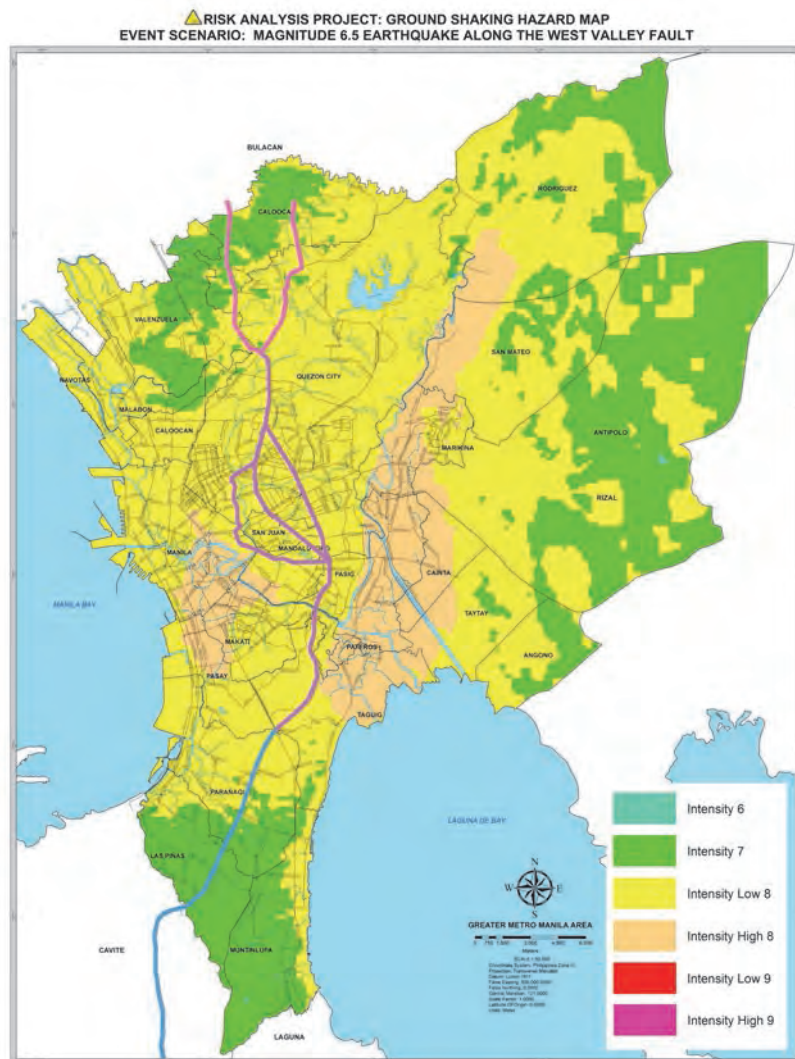 RISK ANALYSIS PROJECT: GROUND SHAKING HAZARD MAP
EVENT SCENARIO: MAGNITUDE 6.5 EARTHQUAKE ALONG THE WEST VALLEY FAULT
BULACAN
RODRIGUEZ
CALOOCA
VALENZUELA
SAN MATEO
NAVOTAS
QUEZON CITY
MALABON
CALOOCAN
ANTIPOLO
MARIKINA
RIZAL
SAN JUAN
MANILA
MANDALUYONG
PASIG
CAINTA
MANILA BAY
TAYTAY
MAKATI
PATEROS
ANGONO
PASAY
TAGUIG
PARAÑAQ
LAGUNA DE BAY
LAS PIÑAS
CAVITE
MUNTINLUPA
LAGUNA
N
W E
S
GREATER METRO MANILA AREA
Meters
Intensity 6
Intensity 7
Intensity Low 8
Intensity High 8
Intensity Low 9
Intensity High 9